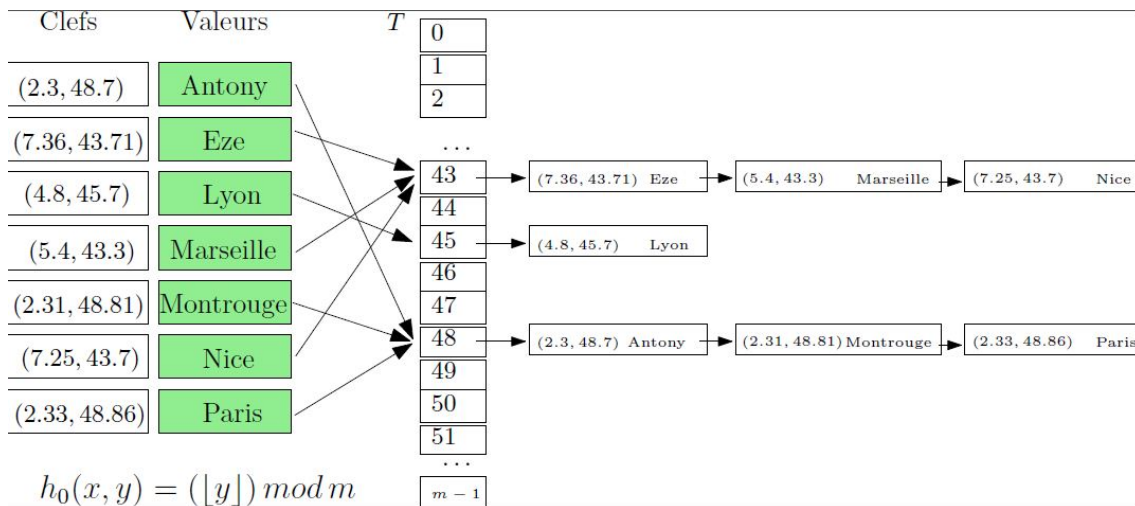 Clefs Valeurs T 0
1
(2.3, 48.7) Antony 2
(7.36, 43.71) Eze ...
43 (7.36, 43.71) Eze (5.4, 43.3) Marseille (7.25, 43.7) Nice
(4.8, 45.7) Lyon 44
(5.4, 43.3) Marseille 45 (4.8, 45.7) Lyon
46
(2.31, 48.81) Montrouge 47
(7.25, 43.7) Nice 48 (2.3, 48.7) Antony (2.31, 48.81) Montrouge (2.33, 48.86) Paris
49
(2.33, 48.86) Paris 50
51
...
h₀(x, y) = (⌊y⌋) mod m m − 1